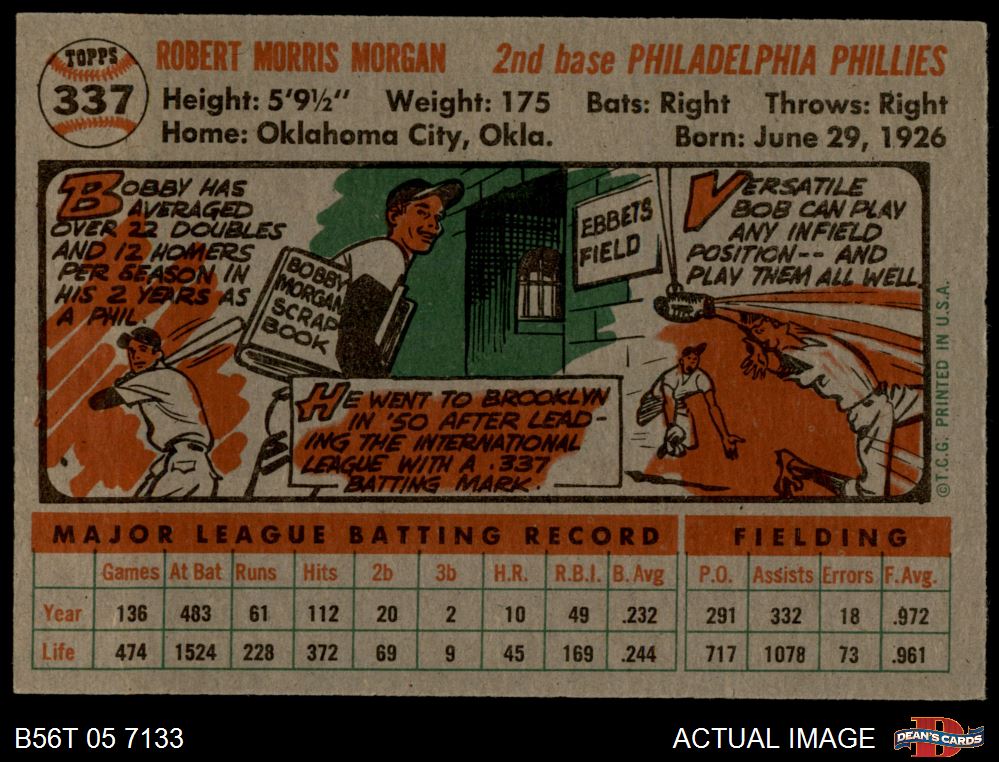 TOPPS
337
ROBERT MORRIS MORGAN 2nd base PHILADELPHIA PHILLIES
Height: 5'9½" Weight: 175 Bats: Right Throws: Right
Home: Oklahoma City, Okla. Born: June 29, 1926
BOBBY HAS
AVERAGED
OVER 22 DOUBLES
AND 12 HOMERS
PER SEASON IN
HIS 2 YEARS AS
A PHIL.
BOBBY
MORGAN
SCRAP
BOOK
EBBETS
FIELD
HE WENT TO BROOKLYN
IN '50 AFTER LEAD-
ING THE INTERNATIONAL
LEAGUE WITH A .337
BATTING MARK.
VERSATILE
BOB CAN PLAY
ANY INFIELD
POSITION -- AND
PLAY THEM ALL WELL.
©T.C.G. PRINTED IN U.S.A.
MAJOR LEAGUE BATTING RECORD FIELDING
Games At Bat Runs Hits 2b 3b H.R. R.B.I. B. Avg P.O. Assists Errors F.Avg.
Year 136 483 61 112 20 2 10 49 .232 291 332 18 .972
Life 474 1524 228 372 69 9 45 169 .244 717 1078 73 .961
B56T 05 7133 ACTUAL IMAGE DEAN'S CARDS